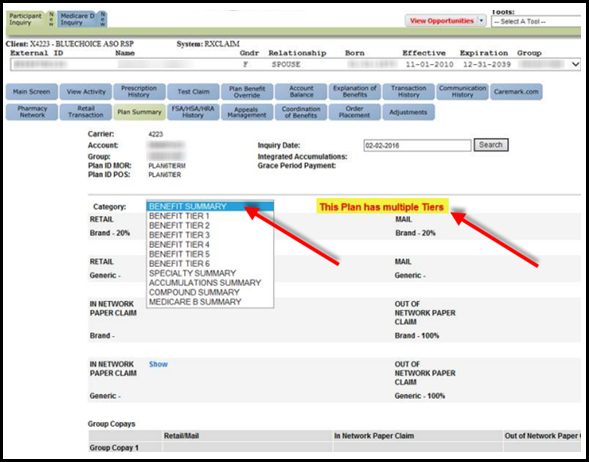 Participant Inquiry New Medicare D Inquiry New
Tools:
View Opportunities -- Select A Tool --
Client: X4223 - BLUECHOICE ASO RSP System: RXCLAIM
External ID Name Gndr Relationship Born Effective Expiration Group
F SPOUSE 11-01-2010 12-31-2039
Main Screen View Activity Prescription History Test Claim Plan Benefit Override Account Balance Explanation of Benefits Transaction History Communication History Caremark.com
Pharmacy Network Retail Transaction Plan Summary FSA/HSA/HRA History Appeals Management Coordination of Benefits Order Placement Adjustments
Carrier: 4223
Account: Inquiry Date: 02-02-2016 Search
Group: Integrated Accumulations:
Plan ID MOR: PLAN6TIERM Grace Period Payment:
Plan ID POS: PLAN6TIER
Category: BENEFIT SUMMARY This Plan has multiple Tiers
BENEFIT TIER 1
BENEFIT TIER 2
BENEFIT TIER 3
BENEFIT TIER 4
BENEFIT TIER 5
BENEFIT TIER 6
SPECIALTY SUMMARY
ACCUMULATIONS SUMMARY
COMPOUND SUMMARY
MEDICARE B SUMMARY
RETAIL MAIL
Brand - 20% Brand - 20%
RETAIL MAIL
Generic - Generic -
IN NETWORK PAPER CLAIM OUT OF NETWORK PAPER CLAIM
Brand - Brand - 100%
IN NETWORK PAPER CLAIM Show OUT OF NETWORK PAPER CLAIM
Generic - Generic - 100%
Group Copays
Retail/Mail In Network Paper Claim Out of Network Paper
Group Copay 1